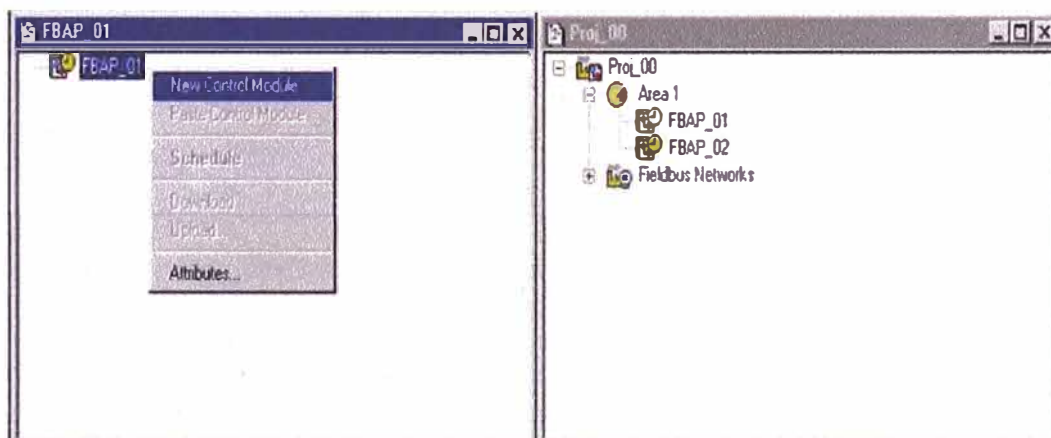 FBAP_01
FBAP_01
New Control Module
Paste Control Module
Schedule
Download
Upload...
Attributes...
Proj_00
Proj_00
Area 1
FBAP_01
FBAP_02
Fieldbus Networks